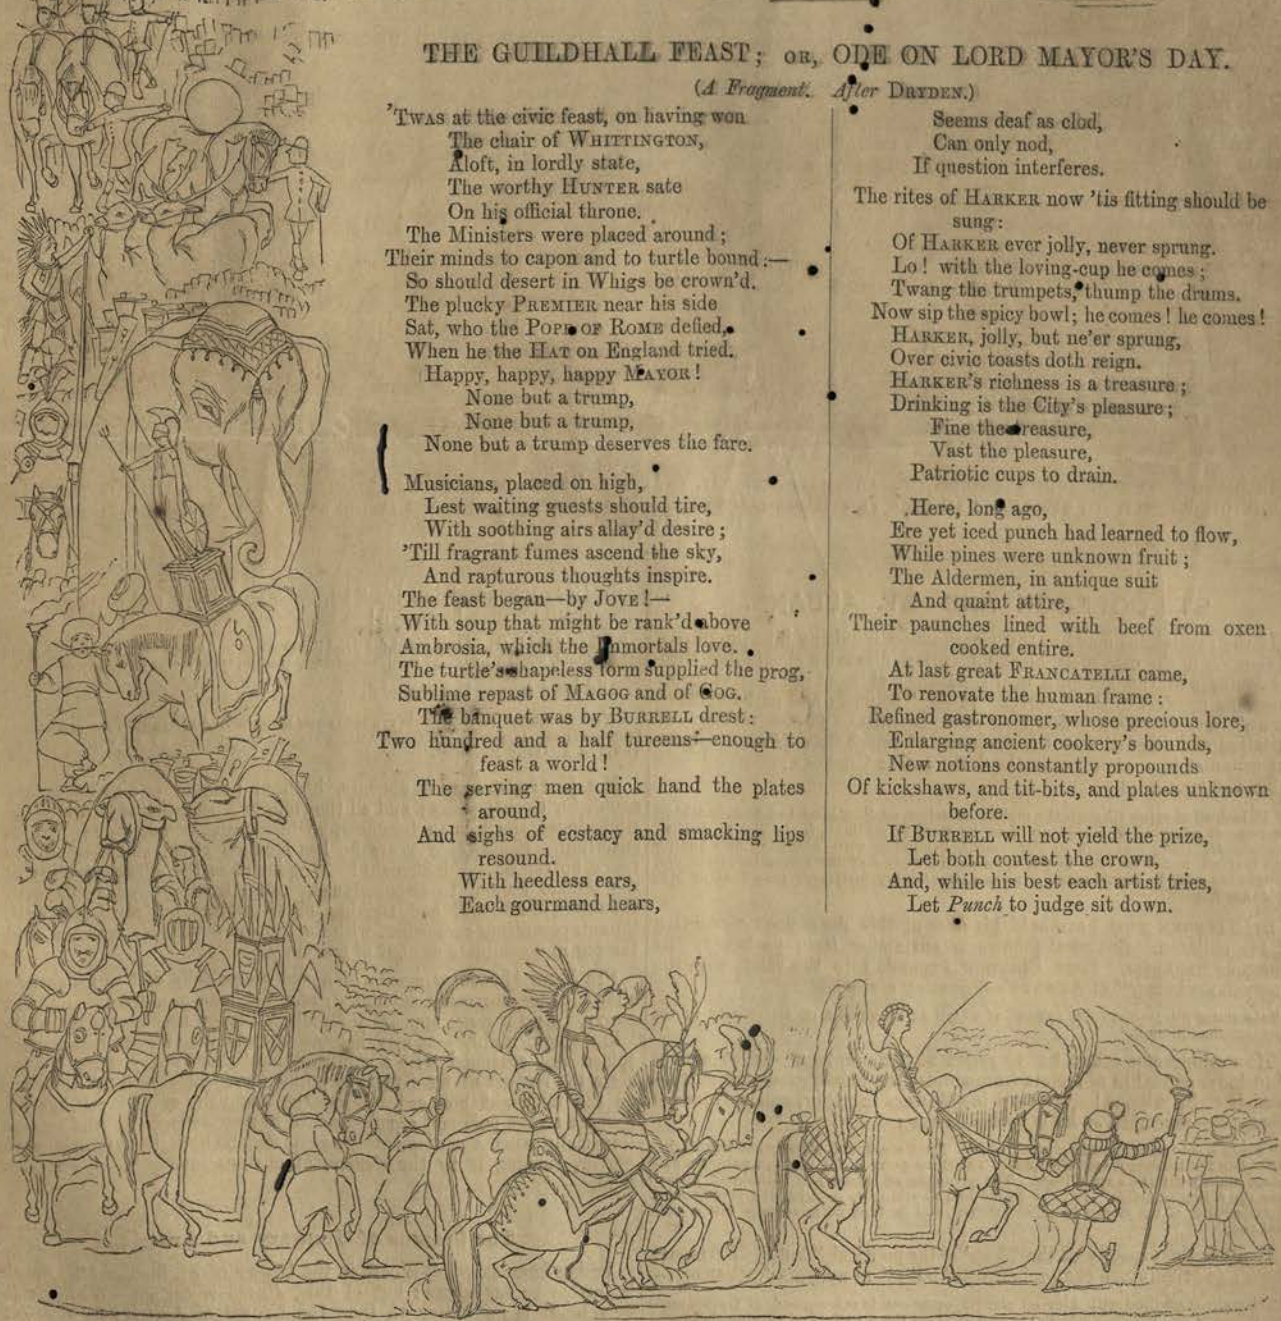 THE GUILDHALL FEAST; OR, ODE ON LORD MAYOR'S DAY.
(A Fragment. After DRYDEN.)
'TWAS at the civic feast, on having won
The chair of WHITTINGTON,
Aloft, in lordly state,
The worthy HUNTER sate
On his official throne.
The Ministers were placed around;
Their minds to capon and to turtle bound:—
So should desert in Whigs be crown'd.
The plucky PREMIER near his side
Sat, who the POPE OF ROME defied,
When he the HAT on England tried.
Happy, happy, happy MAYOR!
None but a trump,
None but a trump,
None but a trump deserves the fare.
Musicians, placed on high,
Lest waiting guests should tire,
With soothing airs allay'd desire;
'Till fragrant fumes ascend the sky,
And rapturous thoughts inspire.
The feast began—by JOVE!—
With soup that might be rank'd above
Ambrosia, which the Immortals love.
The turtle's shapeless form supplied the prog,
Sublime repast of MAGOG and of GOG.
The banquet was by BURRELL drest:
Two hundred and a half tureens—enough to
feast a world!
The serving men quick hand the plates
around,
And sighs of ecstacy and smacking lips
resound.
With heedless ears,
Each gourmand hears,
Seems deaf as clod,
Can only nod,
If question interferes.
The rites of HARKER now 'tis fitting should be
sung:
Of HARKER ever jolly, never sprung.
Lo! with the loving-cup he comes;
Twang the trumpets, thump the drums.
Now sip the spicy bowl; he comes! he comes!
HARKER, jolly, but ne'er sprung,
Over civic toasts doth reign.
HARKER'S richness is a treasure;
Drinking is the City's pleasure;
Fine the treasure,
Vast the pleasure,
Patriotic cups to drain.
Here, long ago,
Ere yet iced punch had learned to flow,
While pines were unknown fruit;
The Aldermen, in antique suit
And quaint attire,
Their paunches lined with beef from oxen
cooked entire.
At last great FRANCATELLI came,
To renovate the human frame:
Refined gastronomer, whose precious lore,
Enlarging ancient cookery's bounds,
New notions constantly propounds
Of kickshaws, and tit-bits, and plates unknown
before.
If BURRELL will not yield the prize,
Let both contest the crown,
And, while his best each artist tries,
Let Punch to judge sit down.